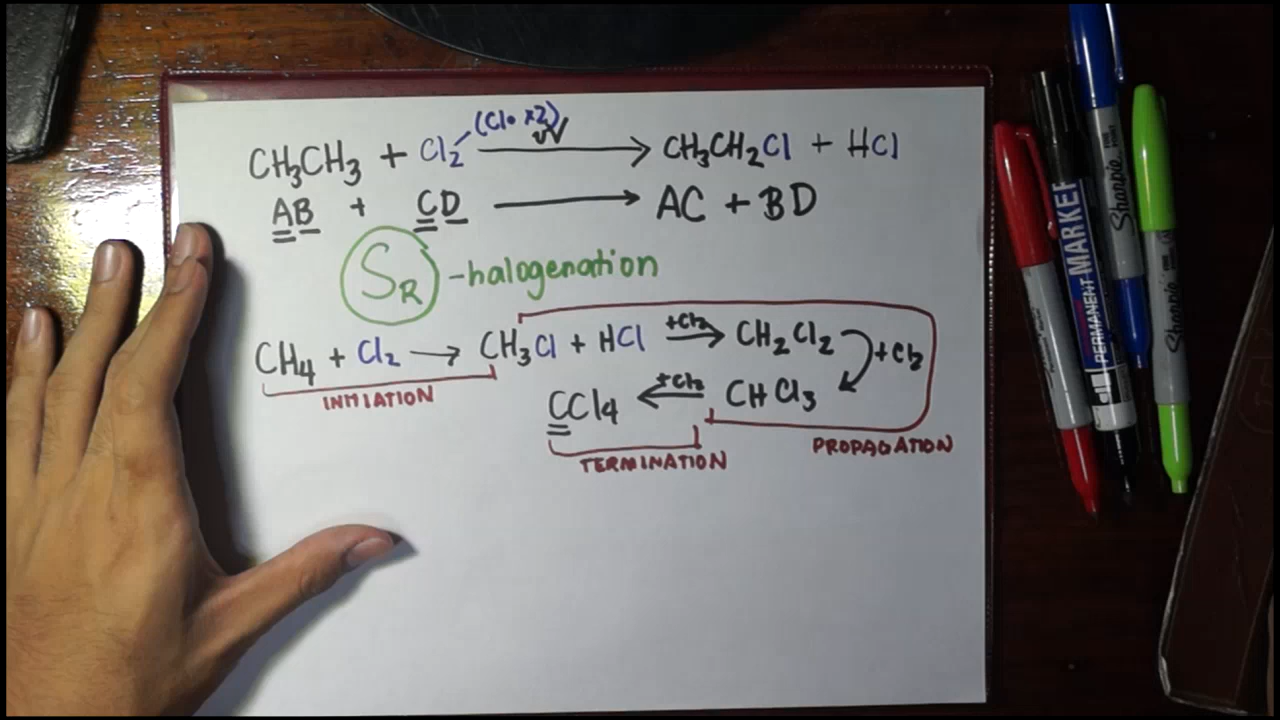 CH3CH3 + Cl2 (Cl• ×2) UV → CH3CH2Cl + HCl
AB + CD → AC + BD
SR -halogenation
CH4 + Cl2 → CH3Cl + HCl +Cl2 → CH2Cl2 +Cl2
INITIATION
CCl4 ← +Cl2 CHCl3
TERMINATION
PROPAGATION
PERMANENT MARKER
Sharpie
Sharpie